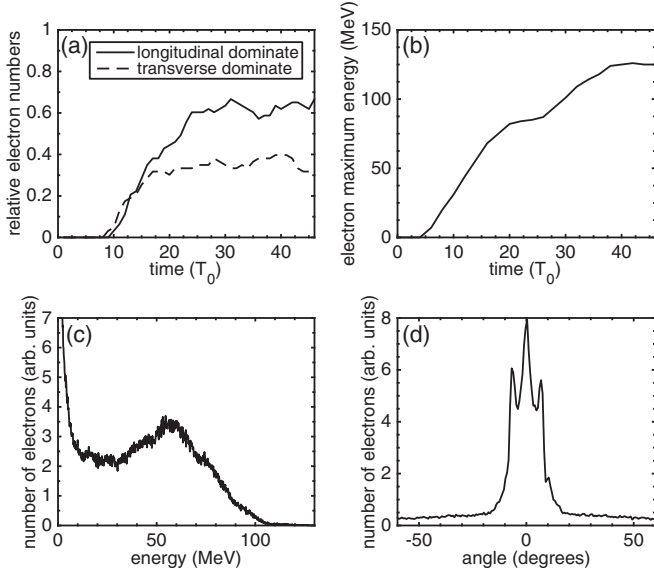 (a)
longitudinal dominate
transverse dominate
relative electron numbers
1
0.8
0.6
0.4
0.2
0
0 10 20 30 40
time (T0)
(b)
electron maximum energy (MeV)
150
125
100
75
50
25
0
0 10 20 30 40
time (T0)
(c)
number of electrons (arb. units)
7
6
5
4
3
2
1
0
0 50 100
energy (MeV)
(d)
number of electrons (arb. units)
8
6
4
2
0
-50 0 50
angle (degrees)